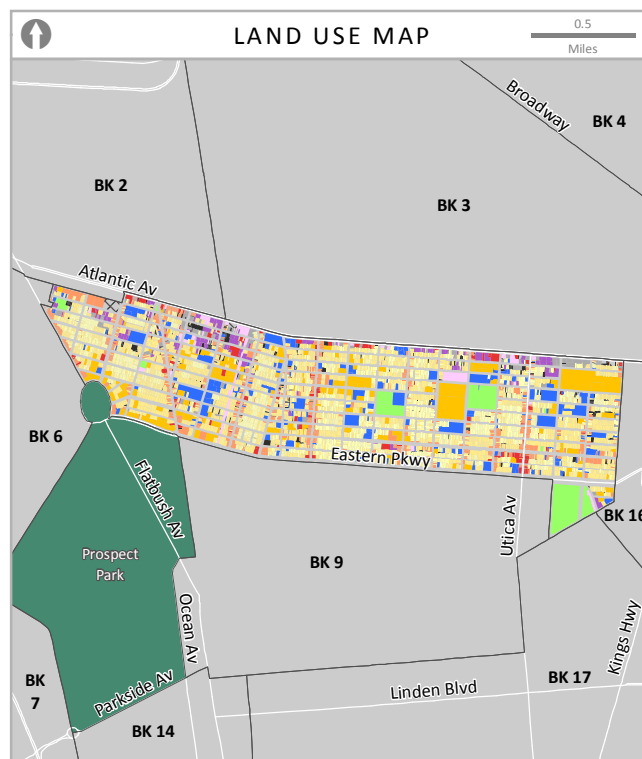 LAND USE MAP
0.5
Miles
Broadway
BK 4
BK 2
BK 3
Atlantic Av
BK 6
Eastern Pkwy
Flatbush Av
Utica Av
BK 16
Prospect
Park
BK 9
Ocean Av
Kings Hwy
BK
7
Parkside Av
BK 17
Linden Blvd
BK 14